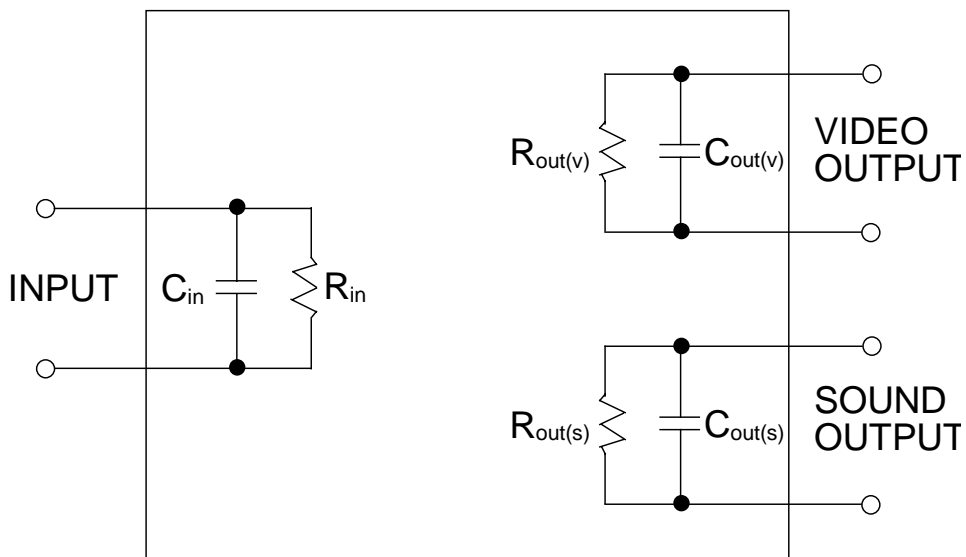 INPUT
Cin
Rin
Rout(v)
Cout(v)
VIDEO
OUTPUT
Rout(s)
Cout(s)
SOUND
OUTPUT